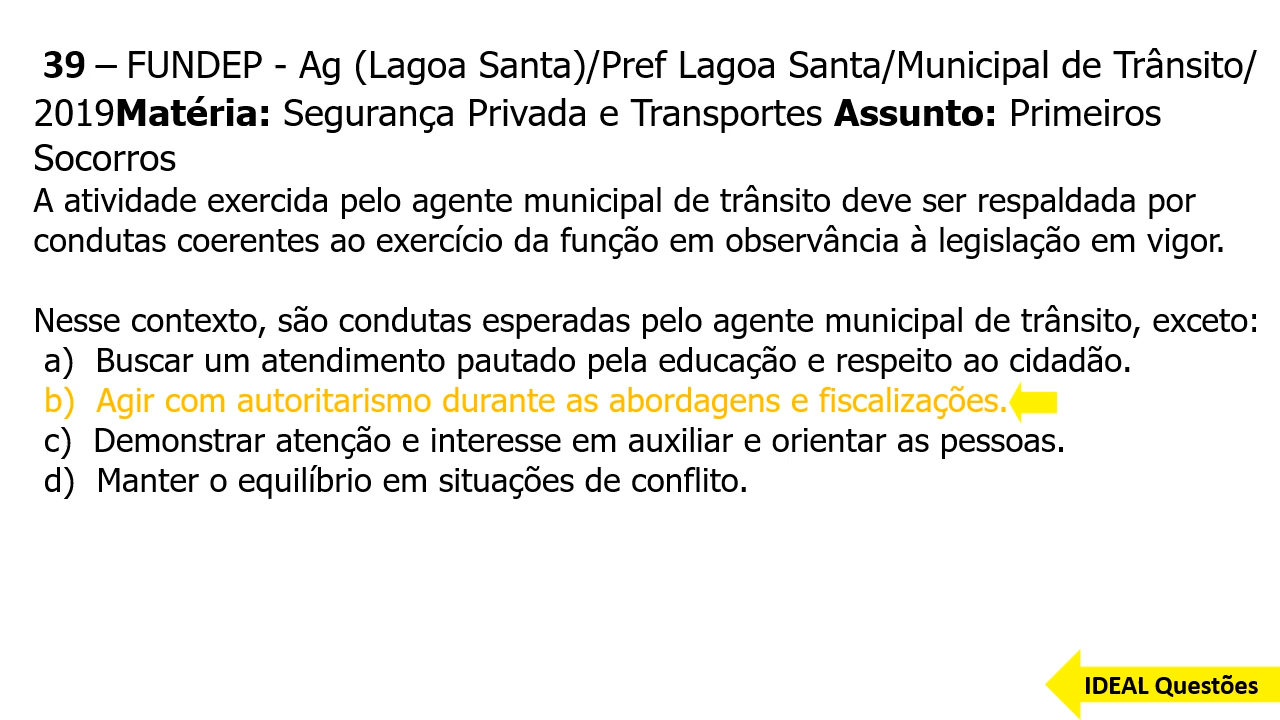 39 – FUNDEP - Ag (Lagoa Santa)/Pref Lagoa Santa/Municipal de Trânsito/
2019Matéria: Segurança Privada e Transportes Assunto: Primeiros
Socorros
A atividade exercida pelo agente municipal de trânsito deve ser respaldada por
condutas coerentes ao exercício da função em observância à legislação em vigor.
Nesse contexto, são condutas esperadas pelo agente municipal de trânsito, exceto:
a) Buscar um atendimento pautado pela educação e respeito ao cidadão.
b) Agir com autoritarismo durante as abordagens e fiscalizações.
c) Demonstrar atenção e interesse em auxiliar e orientar as pessoas.
d) Manter o equilíbrio em situações de conflito.
IDEAL Questões